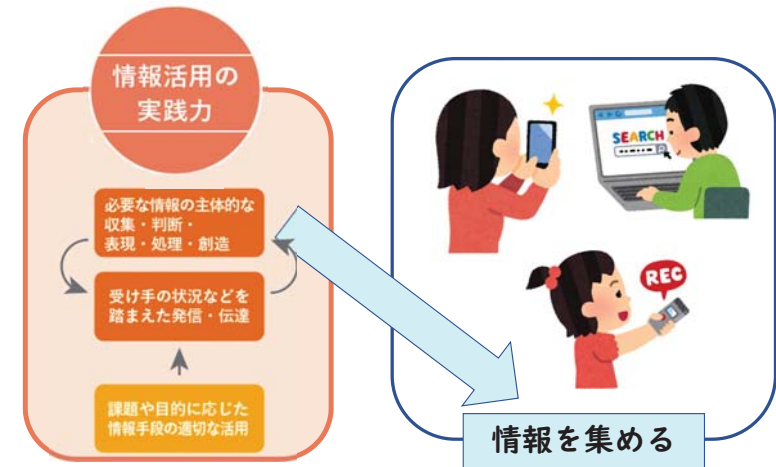 情報活用の
実践力
必要な情報の主体的な
収集・判断・
表現・処理・創造
受け手の状況などを
踏まえた発信・伝達
課題や目的に応じた
情報手段の適切な活用
SEARCH
REC
情報を集める